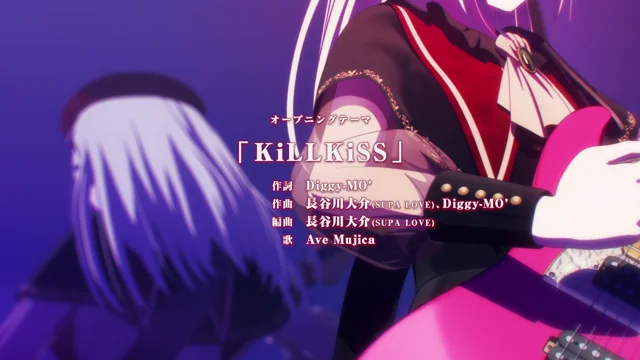 オープニングテーマ
「KiLLKiSS」
作詞 Diggy-MO'
作曲 長谷川大介(SUPA LOVE)、Diggy-MO'
編曲 長谷川大介(SUPA LOVE)
歌 Ave Mujica